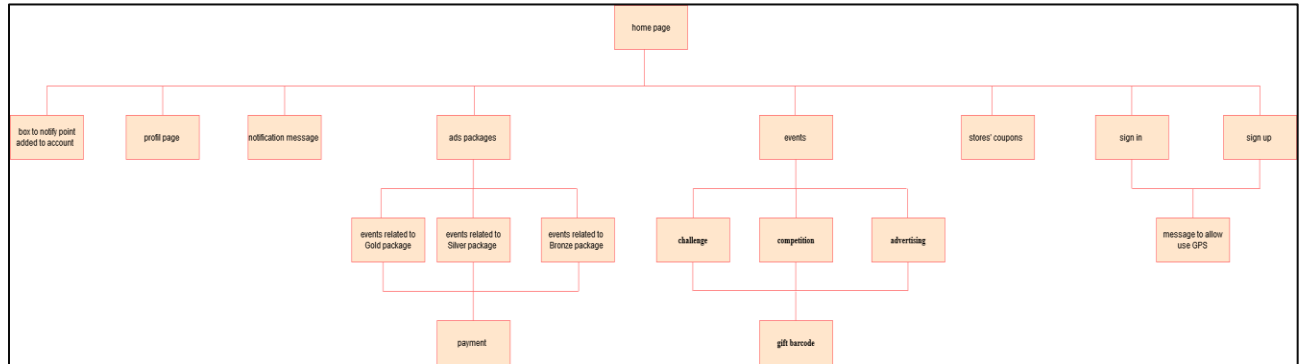 home page
box to notify point
added to account
profil page
notification message
ads packages
events
stores' coupons
sign in
sign up
events related to
Gold package
events related to
Silver package
events related to
Bronze package
challenge
competition
advertising
message to allow
use GPS
payment
gift barcode